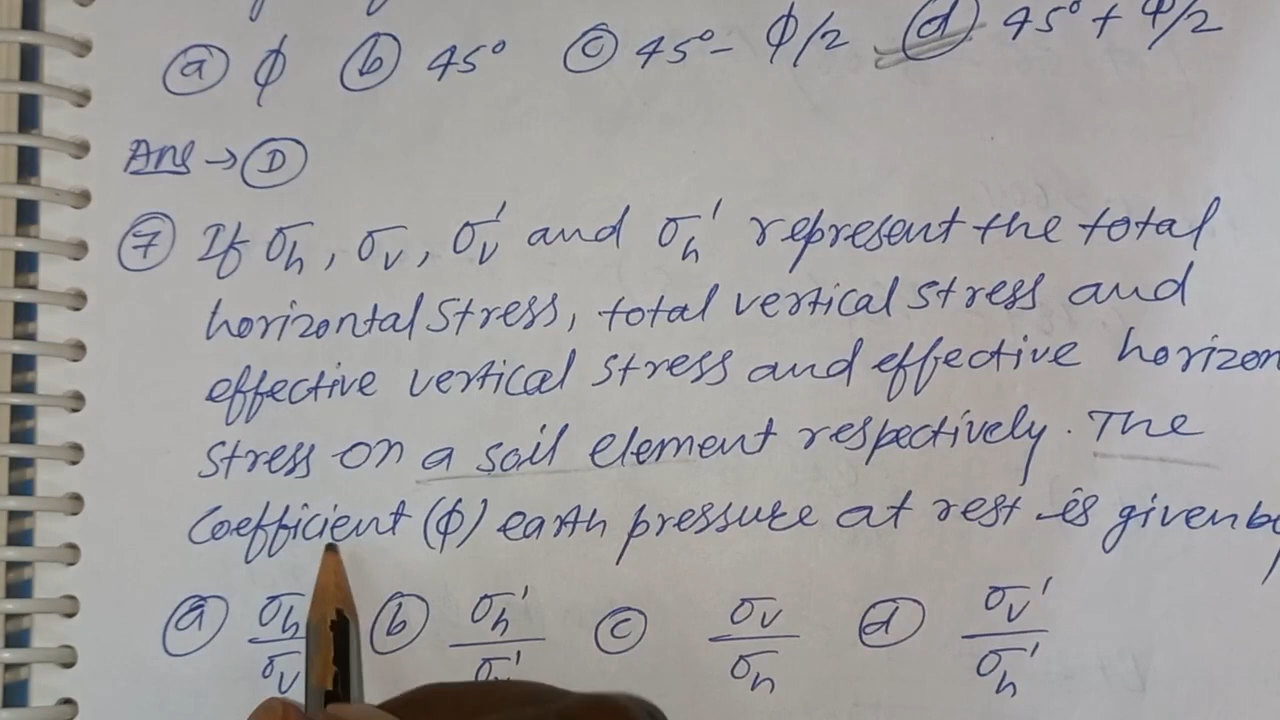 ⓐ ϕ ⓑ 45° ⓒ 45°- ϕ/2 ⓓ 45°+ ϕ/2
Ans → Ⓓ
⑦ If σh, σv, σv' and σh' represent the total
horizontal stress, total vertical stress and
effective vertical stress and effective horizon
stress on a soil element respectively. The
Coefficient (ϕ) earth pressure at rest is given by
ⓐ σh/σv ⓑ σh'/σv' ⓒ σv/σh ⓓ σv'/σh'